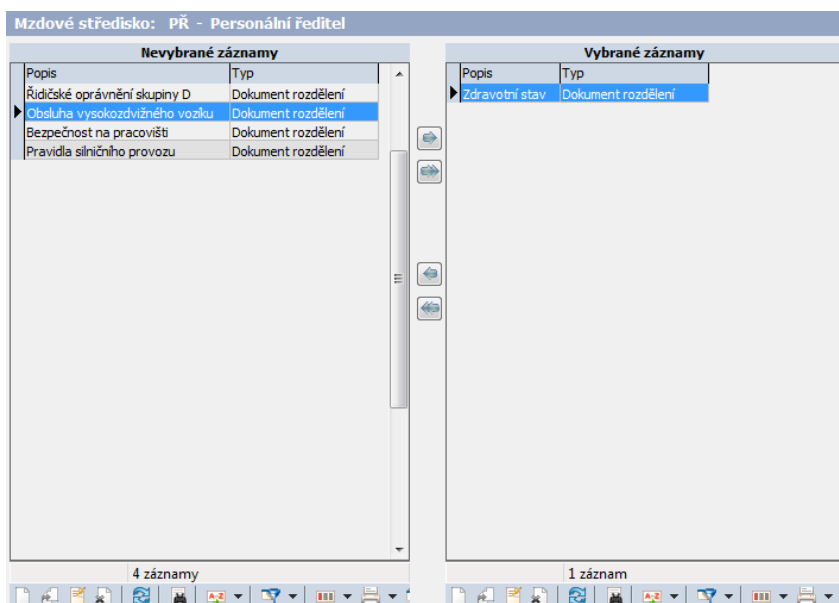 Mzdové středisko: PŘ - Personální ředitel
Nevybrané záznamy
Popis Typ
Řidičské oprávnění skupiny D Dokument rozdělení
Obsluha vysokozdvižného vozíku Dokument rozdělení
Bezpečnost na pracovišti Dokument rozdělení
Pravidla silničního provozu Dokument rozdělení
4 záznamy
Vybrané záznamy
Popis Typ
Zdravotní stav Dokument rozdělení
1 záznam